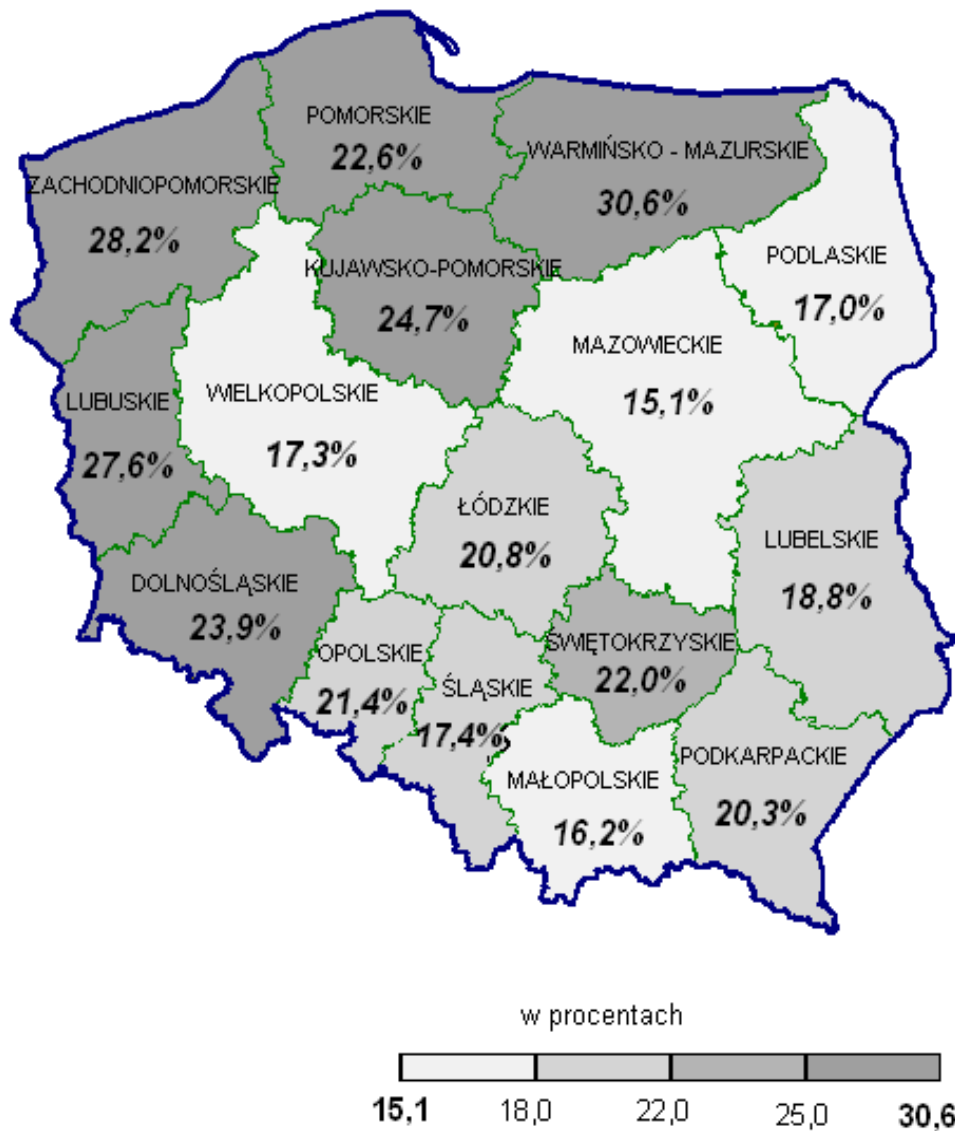 POMORSKIE
22,6%
WARMIŃSKO - MAZURSKIE
30,6%
ZACHODNIOPOMORSKIE
28,2%
KUJAWSKO-POMORSKIE
24,7%
PODLASKIE
17,0%
MAZOWIECKIE
15,1%
LUBUSKIE
27,6%
WIELKOPOLSKIE
17,3%
ŁÓDZKIE
20,8%
LUBELSKIE
18,8%
DOLNOŚLĄSKIE
23,9%
OPOLSKIE
21,4%
ŚLĄSKIE
17,4%
ŚWIĘTOKRZYSKIE
22,0%
MAŁOPOLSKIE
16,2%
PODKARPACKIE
20,3%
w procentach
15,1 18,0 22,0 25,0 30,6